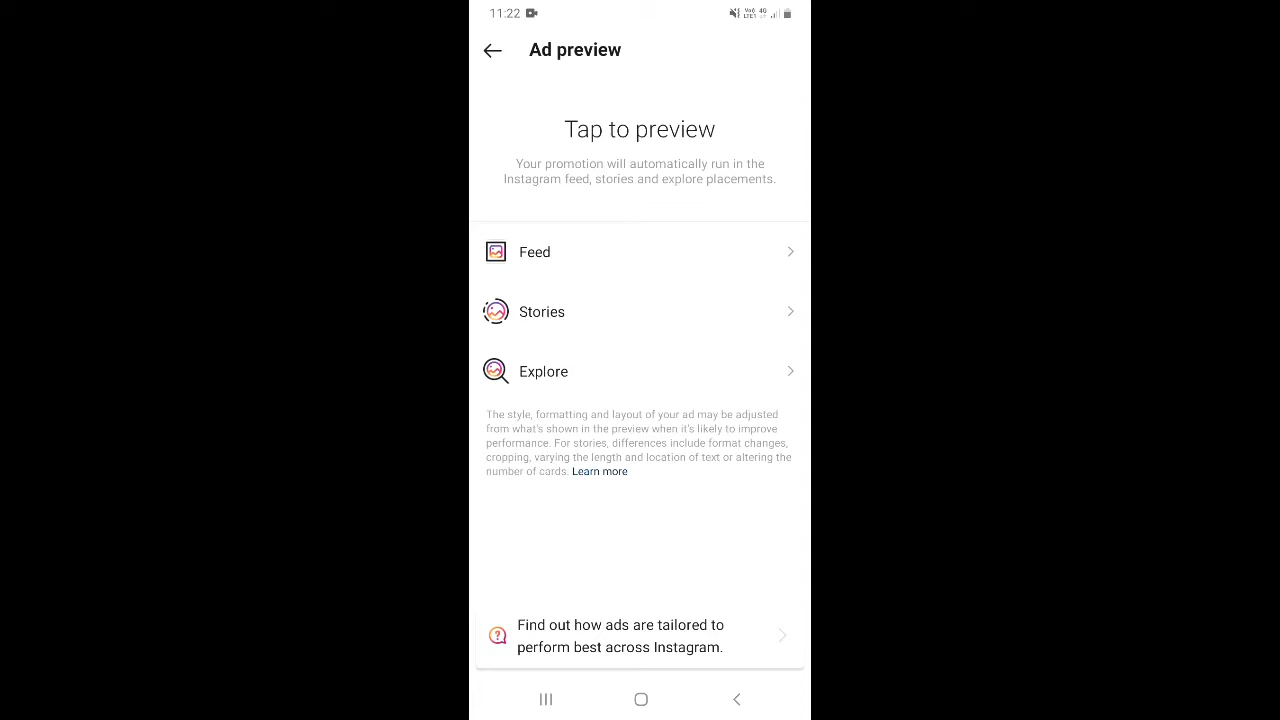 11:22
Ad preview
Tap to preview
Your promotion will automatically run in the
Instagram feed, stories and explore placements.
Feed
Stories
Explore
The style, formatting and layout of your ad may be adjusted
from what's shown in the preview when it's likely to improve
performance. For stories, differences include format changes,
cropping, varying the length and location of text or altering the
number of cards. Learn more
Find out how ads are tailored to
perform best across Instagram.